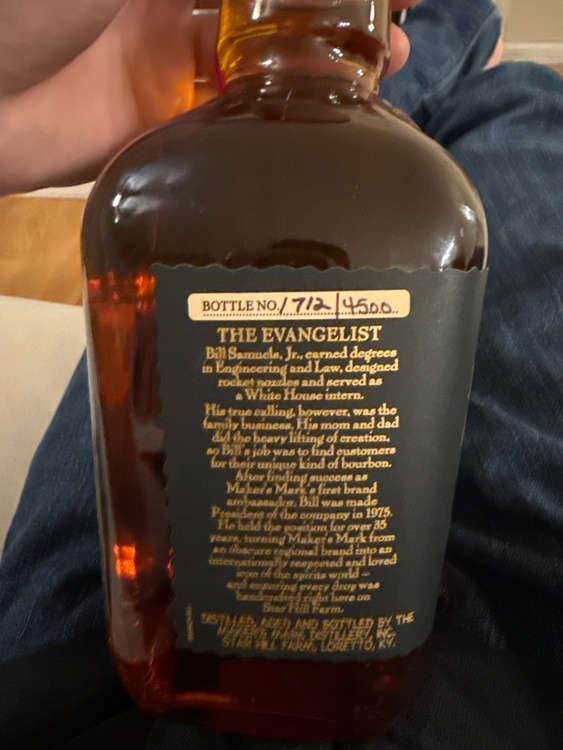 BOTTLE NO./ 712/4500
THE EVANGELIST
Bill Samuels, Jr., earned degrees
in Engineering and Law, designed
rocket nozzles and served as
a White House intern.
His true calling, however, was the
family business. His mom and dad
did the heavy lifting of creation,
so Bill's job was to find customers
for their unique kind of bourbon.
After finding success as
Maker's Mark's first brand
ambassador, Bill was made
President of the company in 1975.
He held the position for over 35
years, turning Maker's Mark from
an obscure regional brand into an
internationally respected and loved
icon of the spirits world –
and ensuring every drop was
handcrafted right here on
Star Hill Farm.
DISTILLED, AGED AND BOTTLED BY THE
MAKER'S MARK DISTILLERY, INC.
STAR HILL FARM, LORETTO, KY.